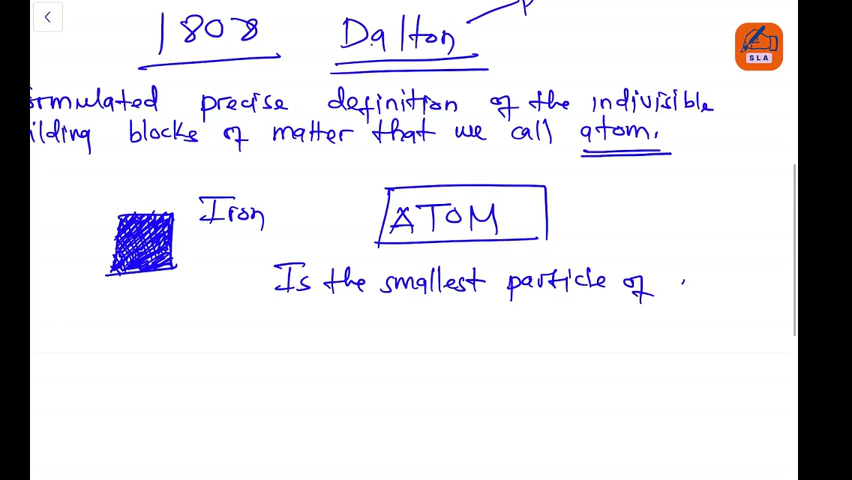 1808 Dalton
ormulated precise definition of the indivisible
ilding blocks of matter that we call atom.
Iron
ATOM
Is the smallest particle of
SLA